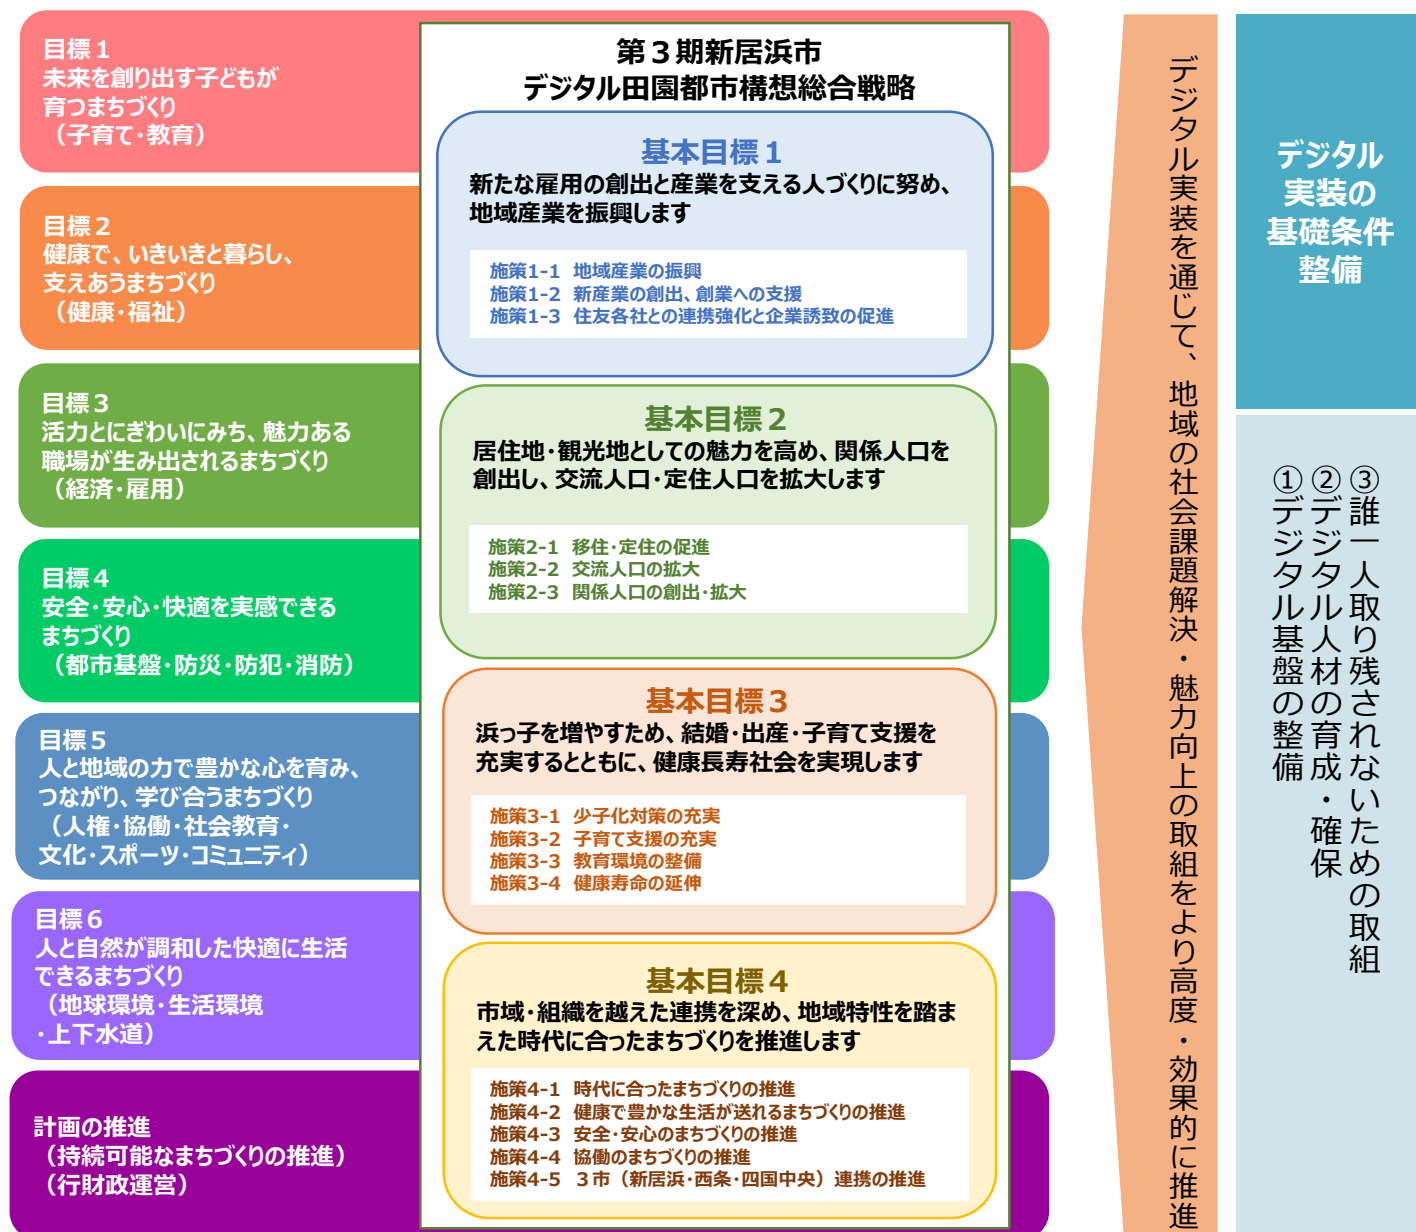 目標１
未来を創り出す子どもが
育つまちづくり
（子育て・教育）
目標２
健康で、いきいきと暮らし、
支えあうまちづくり
（健康・福祉）
目標３
活力とにぎわいにみち、魅力ある
職場が生み出されるまちづくり
（経済・雇用）
目標４
安全・安心・快適を実感できる
まちづくり
（都市基盤・防災・防犯・消防）
目標５
人と地域の力で豊かな心を育み、
つながり、学び合うまちづくり
（人権・協働・社会教育・
文化・スポーツ・コミュニティ）
目標６
人と自然が調和した快適に生活
できるまちづくり
（地球環境・生活環境
・上下水道）
計画の推進
（持続可能なまちづくりの推進）
（行財政運営）
第３期新居浜市
デジタル田園都市構想総合戦略
基本目標１
新たな雇用の創出と産業を支える人づくりに努め、
地域産業を振興します
施策1-1 地域産業の振興
施策1-2 新産業の創出、創業への支援
施策1-3 住友各社との連携強化と企業誘致の促進
基本目標２
居住地・観光地としての魅力を高め、関係人口を
創出し、交流人口・定住人口を拡大します
施策2-1 移住・定住の促進
施策2-2 交流人口の拡大
施策2-3 関係人口の創出・拡大
基本目標３
浜っ子を増やすため、結婚・出産・子育て支援を
充実するとともに、健康長寿社会を実現します
施策3-1 少子化対策の充実
施策3-2 子育て支援の充実
施策3-3 教育環境の整備
施策3-4 健康寿命の延伸
基本目標４
市域・組織を越えた連携を深め、地域特性を踏ま
えた時代に合ったまちづくりを推進します
施策4-1 時代に合ったまちづくりの推進
施策4-2 健康で豊かな生活が送れるまちづくりの推進
施策4-3 安全・安心のまちづくりの推進
施策4-4 協働のまちづくりの推進
施策4-5 ３市（新居浜・西条・四国中央）連携の推進
デジタル実装を通じて、地域の社会課題解決・魅力向上の取組をより高度・効果的に推進
デジタル
実装の
基礎条件
整備
①デジタル基盤の整備
②デジタル人材の育成・確保
③誰一人取り残されないための取組